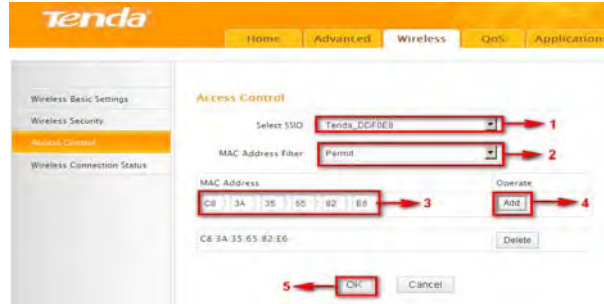 Tenda
Home Advanced Wireless QoS Applications
Wireless Basic Settings
Wireless Security
Access Control
Wireless Connection Status
Access Control
Select SSID Tenda_DDF0E8 1
MAC Address Filter Permit 2
MAC Address Operate
C8 3A 35 65 82 E8 3 Add 4
C8:3A:35:65:82:E6 Delete
5 OK Cancel